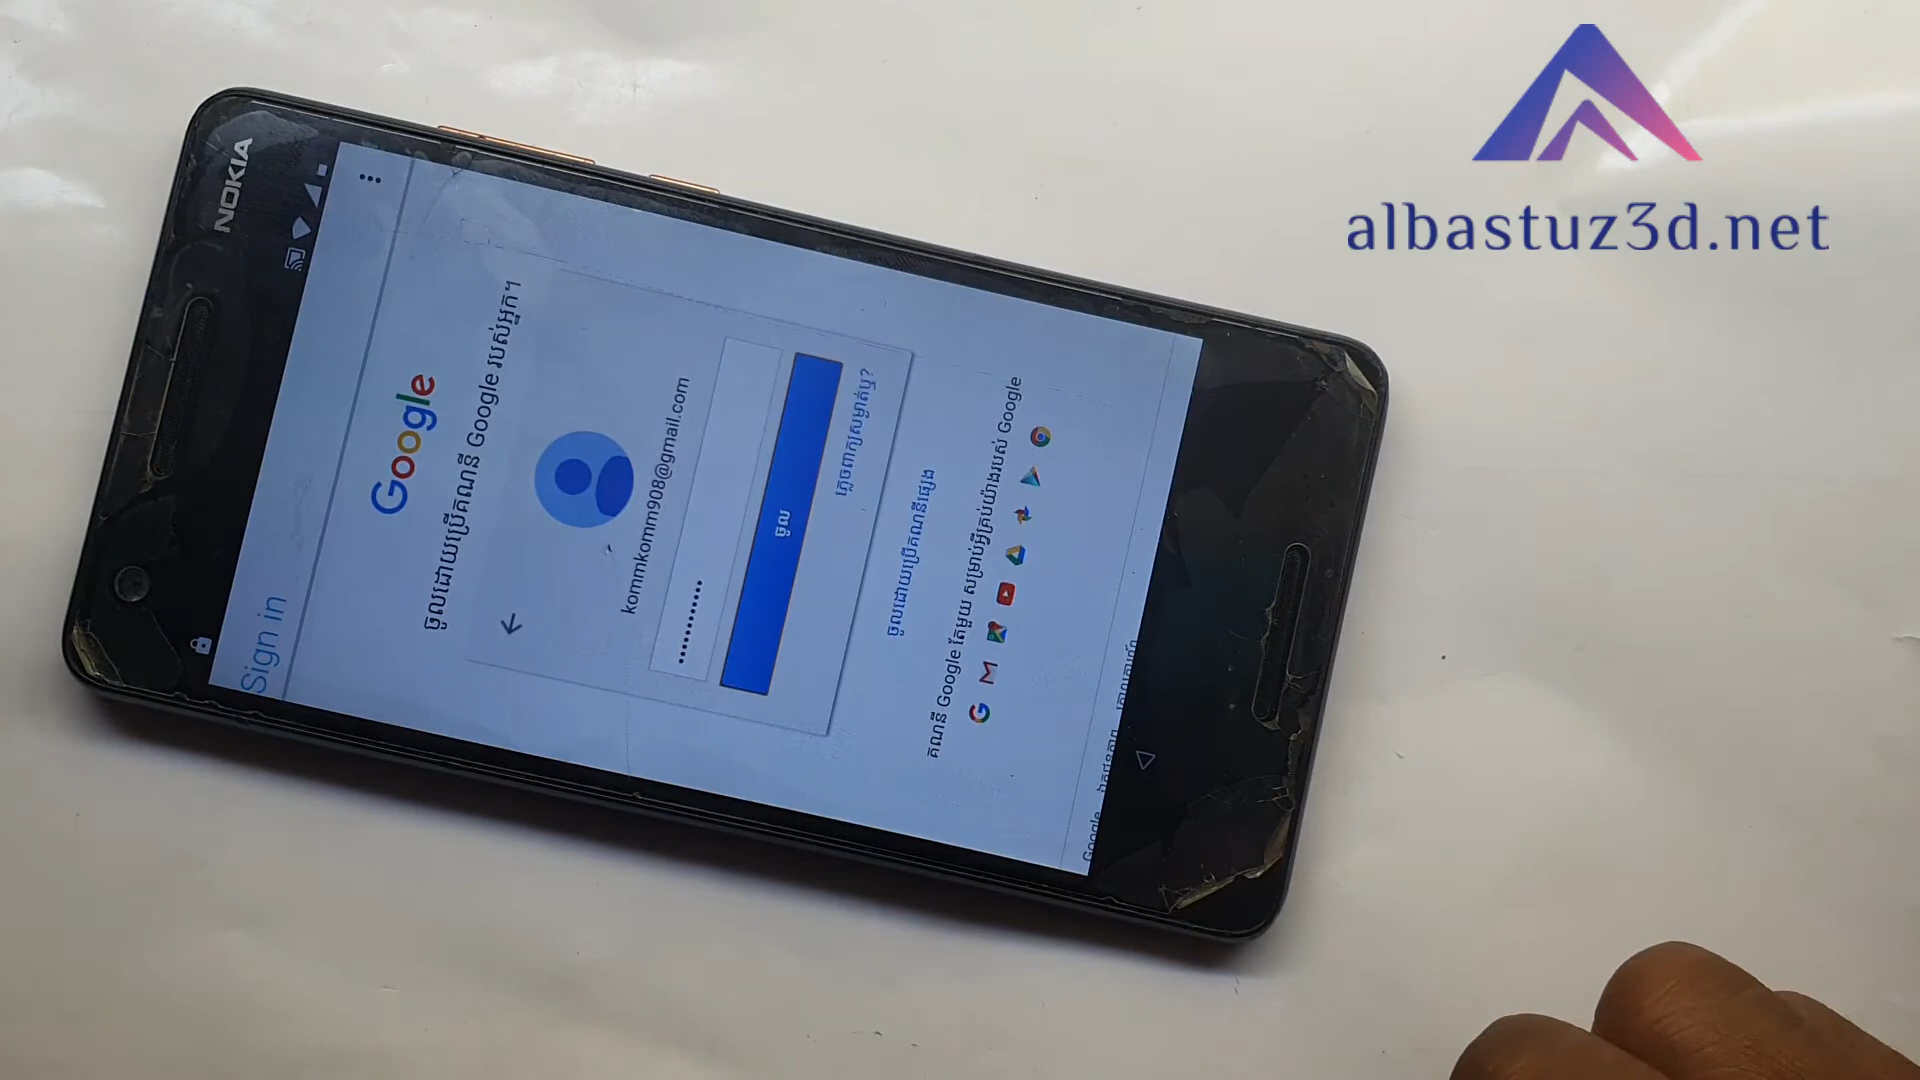 albastuz3d.net
NOKIA
Sign in
Google
ចូលដោយប្រើគណនី Google របស់អ្នក។
kommkomm908@gmail.com
••••••••••••
ចូល
ភ្លេចពាក្យសម្ងាត់ឬ?
ចូលដោយប្រើគណនីផ្សេង
គណនី Google តែមួយ សម្រាប់អ្វីគ្រប់យ៉ាងរបស់ Google
Google